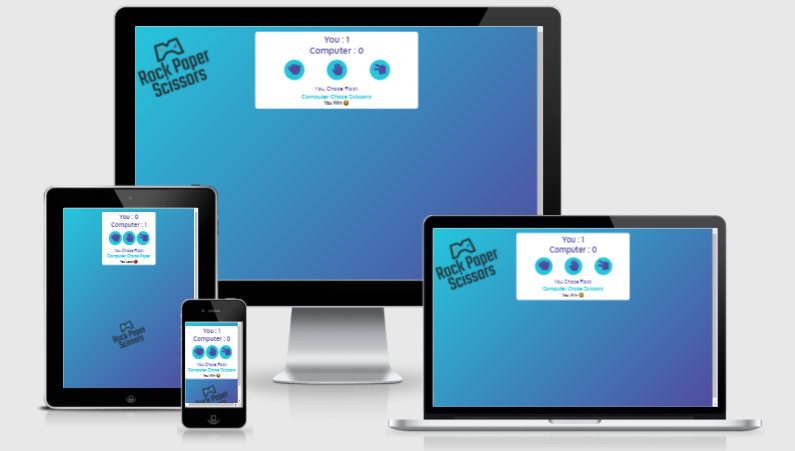 Rock Paper
Scissors
You : 1
Computer : 0
You Chose Rock
Computer Chose Scissors
You Win 😂
You : 0
Computer : 1
You Chose Rock
Computer Chose Paper
You Lose
Rock Paper
Scissors
You : 1
Computer : 0
You Chose Rock
Computer Chose Scissors
You Win
Rock Paper
Scissors
Rock Paper
Scissors
You : 1
Computer : 0
You Chose Rock
Computer Chose Scissors
You Win